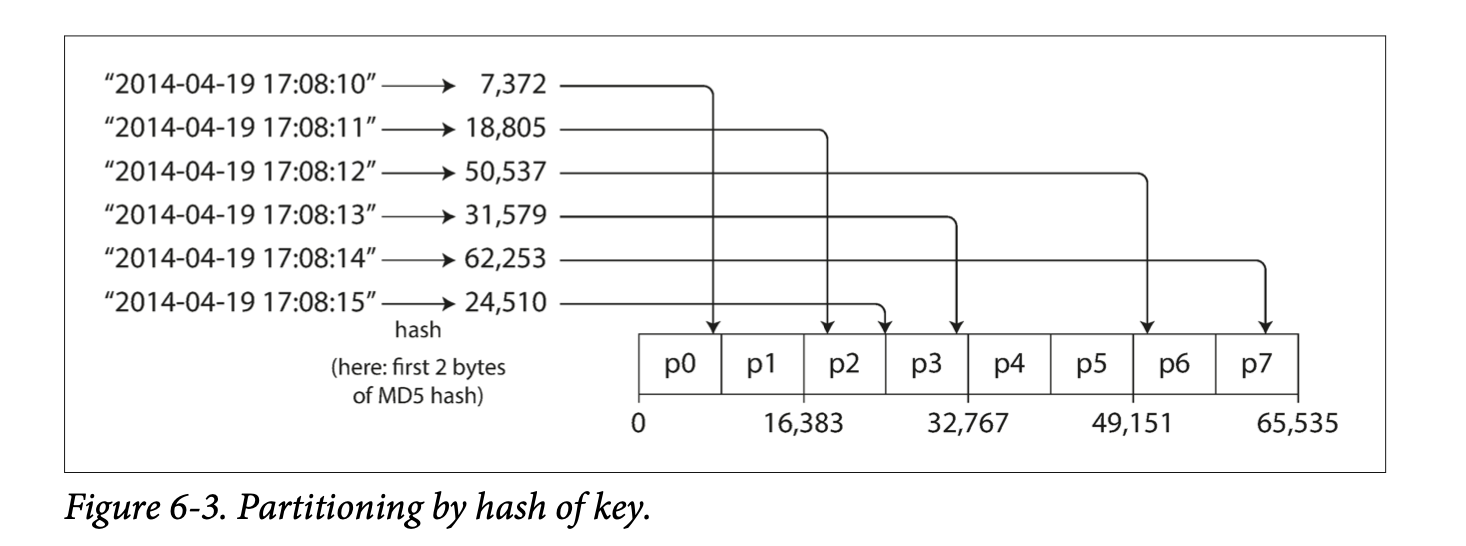 “2014-04-19 17:08:10” 7,372
“2014-04-19 17:08:11” 18,805
“2014-04-19 17:08:12” 50,537
“2014-04-19 17:08:13” 31,579
“2014-04-19 17:08:14” 62,253
“2014-04-19 17:08:15” 24,510
hash
(here: first 2 bytes
of MD5 hash)
p0 p1 p2 p3 p4 p5 p6 p7
0 16,383 32,767 49,151 65,535
Figure 6-3. Partitioning by hash of key.